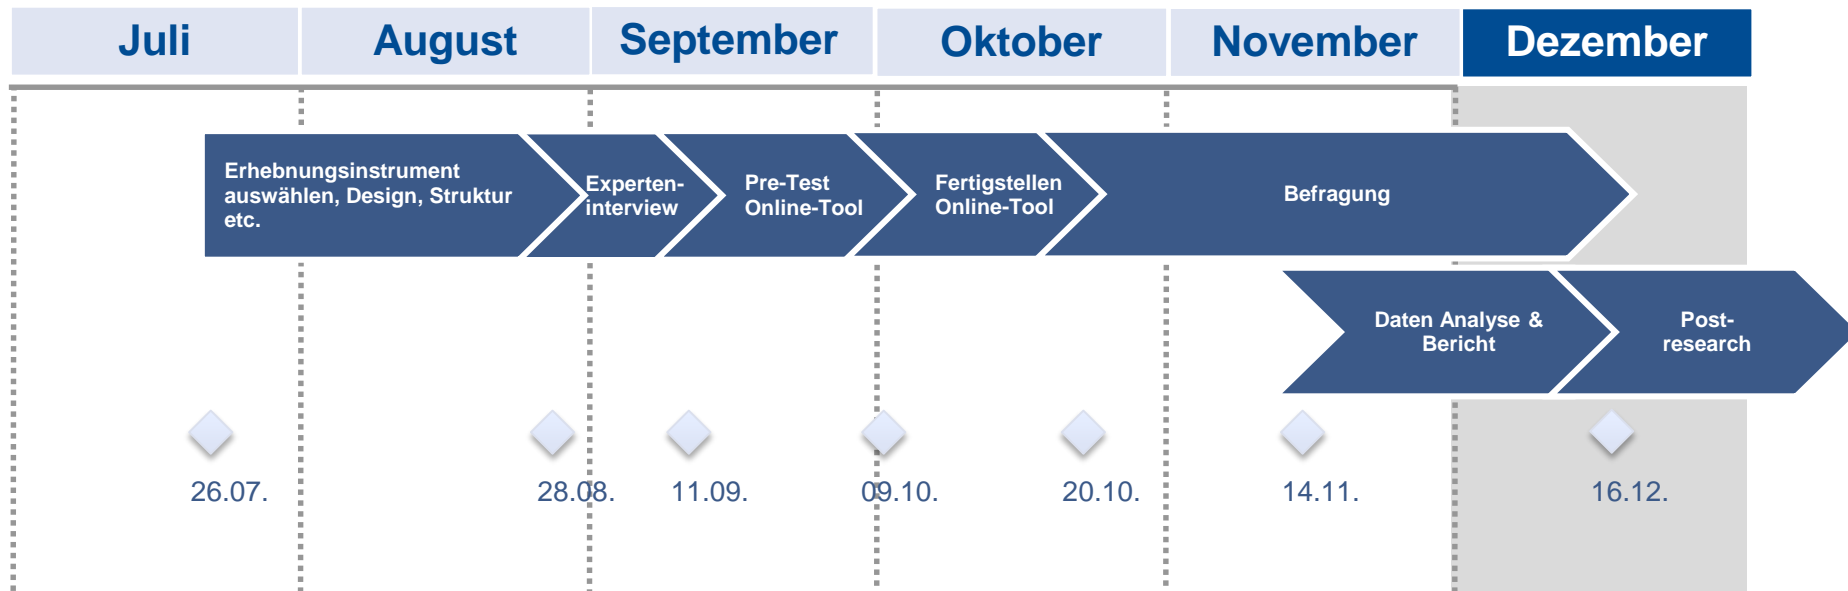 Juli
August
September
Oktober
November
Dezember
Erhebnungsinstrument
auswählen, Design, Struktur
etc.
Experten-
interview
Pre-Test
Online-Tool
Fertigstellen
Online-Tool
Befragung
Daten Analyse &
Bericht
Post-
research
26.07.
28.08.
11.09.
09.10.
20.10.
14.11.
16.12.